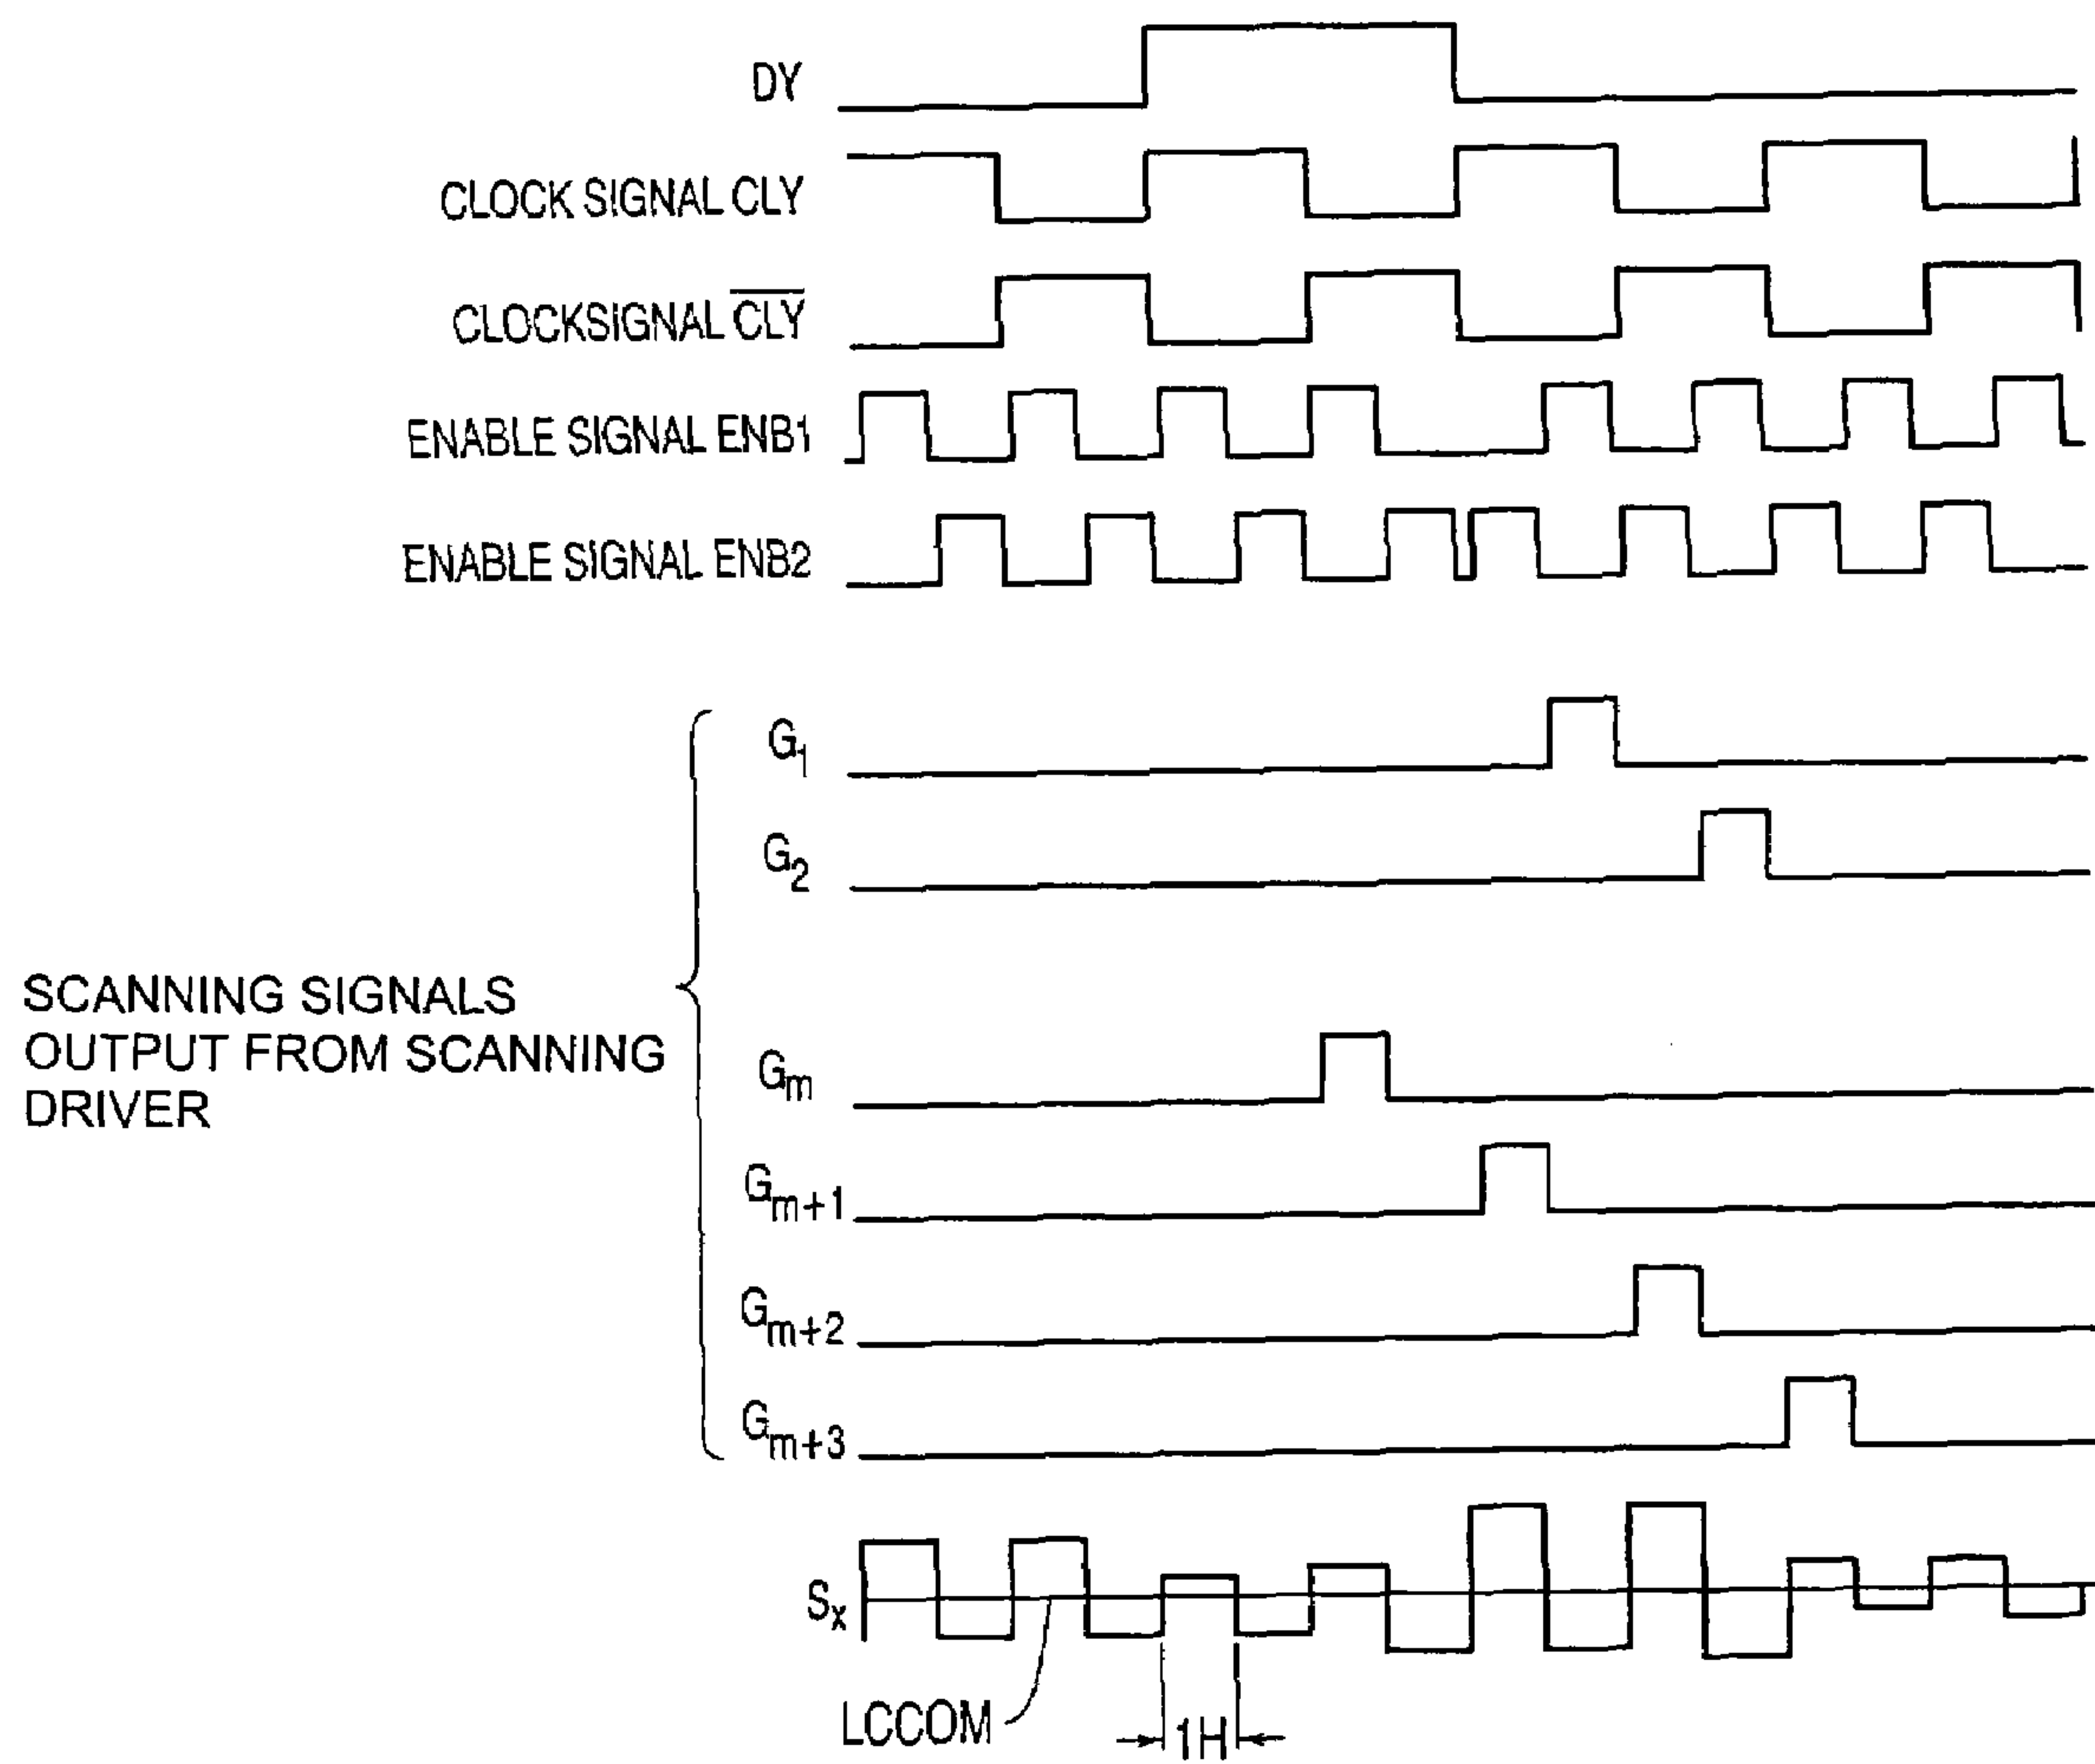 DY
CLOCK SIGNAL CLY
CLOCKSIGNAL C̅L̅Y̅
ENABLE SIGNAL ENB1
ENABLE SIGNAL ENB2
G₁
G₂
SCANNING SIGNALS
OUTPUT FROM SCANNING
DRIVER
Gm
Gm+1
Gm+2
Gm+3
Sx
LCCOM
1H